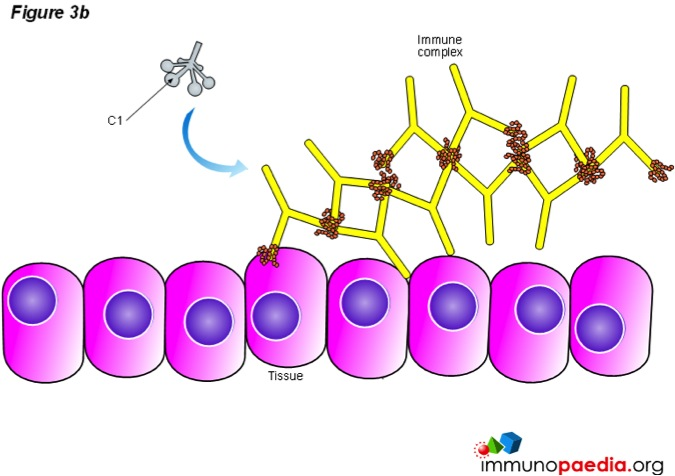 Figure 3b
Immune
complex
C1
Tissue
immunopaedia.org